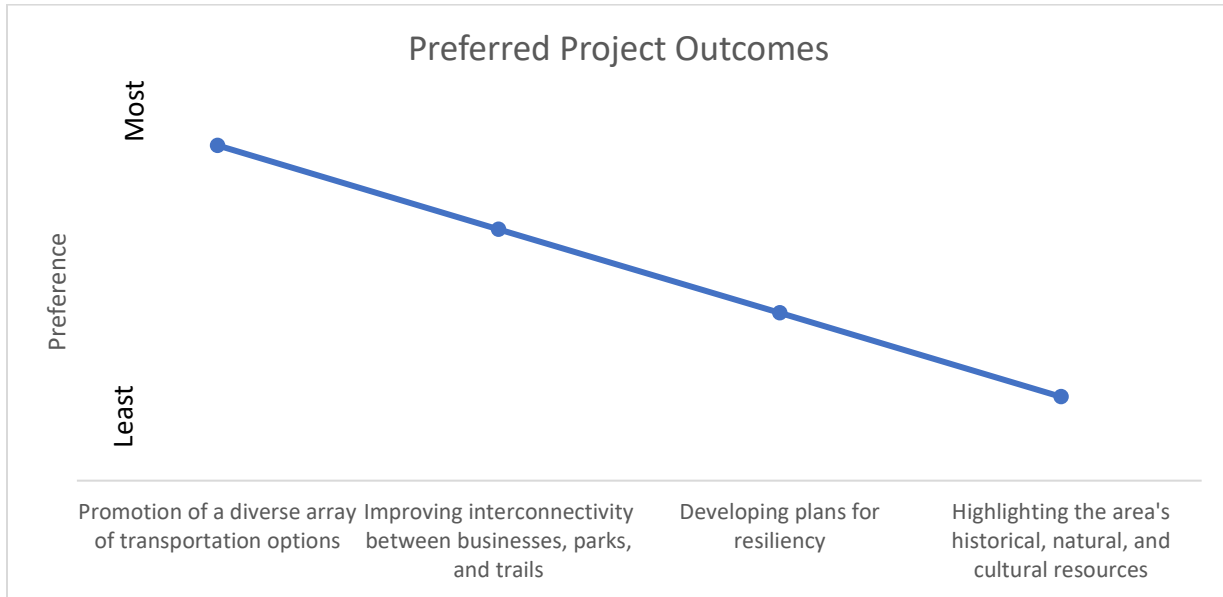 Preferred Project Outcomes
Most
Preference
Least
Promotion of a diverse array
of transportation options
Improving interconnectivity
between businesses, parks,
and trails
Developing plans for
resiliency
Highlighting the area's
historical, natural, and
cultural resources